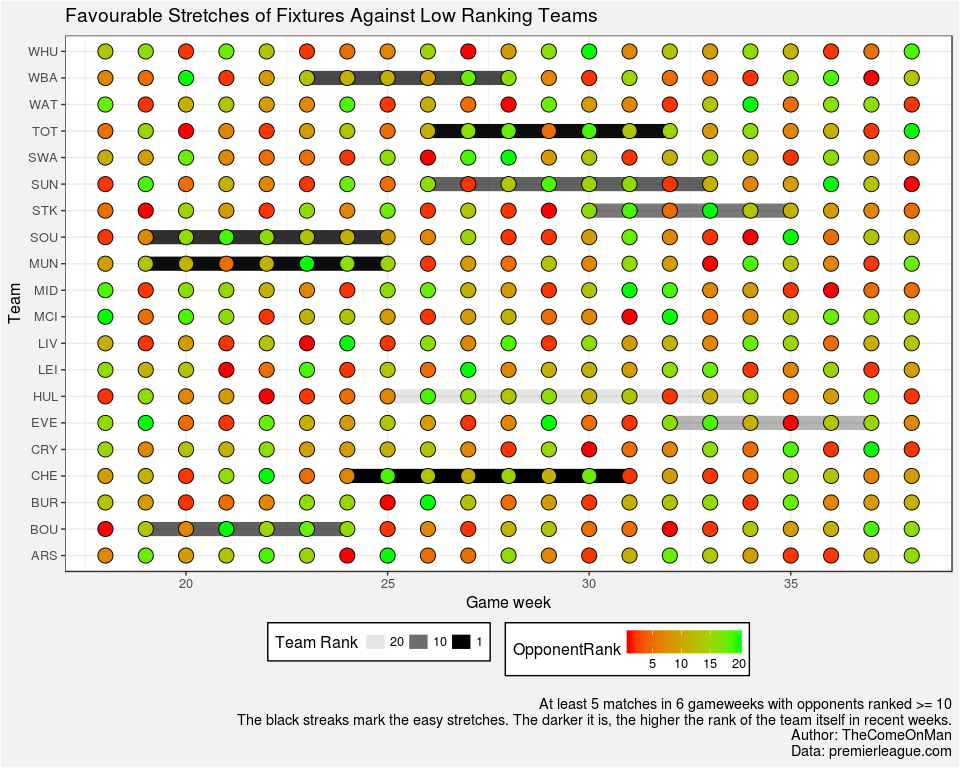 Favourable Stretches of Fixtures Against Low Ranking Teams
Team
WHU
WBA
WAT
TOT
SWA
SUN
STK
SOU
MUN
MID
MCI
LIV
LEI
HUL
EVE
CRY
CHE
BUR
BOU
ARS
20 25 30 35
Game week
Team Rank 20 10 1
OpponentRank 5 10 15 20
At least 5 matches in 6 gameweeks with opponents ranked >= 10
The black streaks mark the easy stretches. The darker it is, the higher the rank of the team itself in recent weeks.
Author: TheComeOnMan
Data: premierleague.com